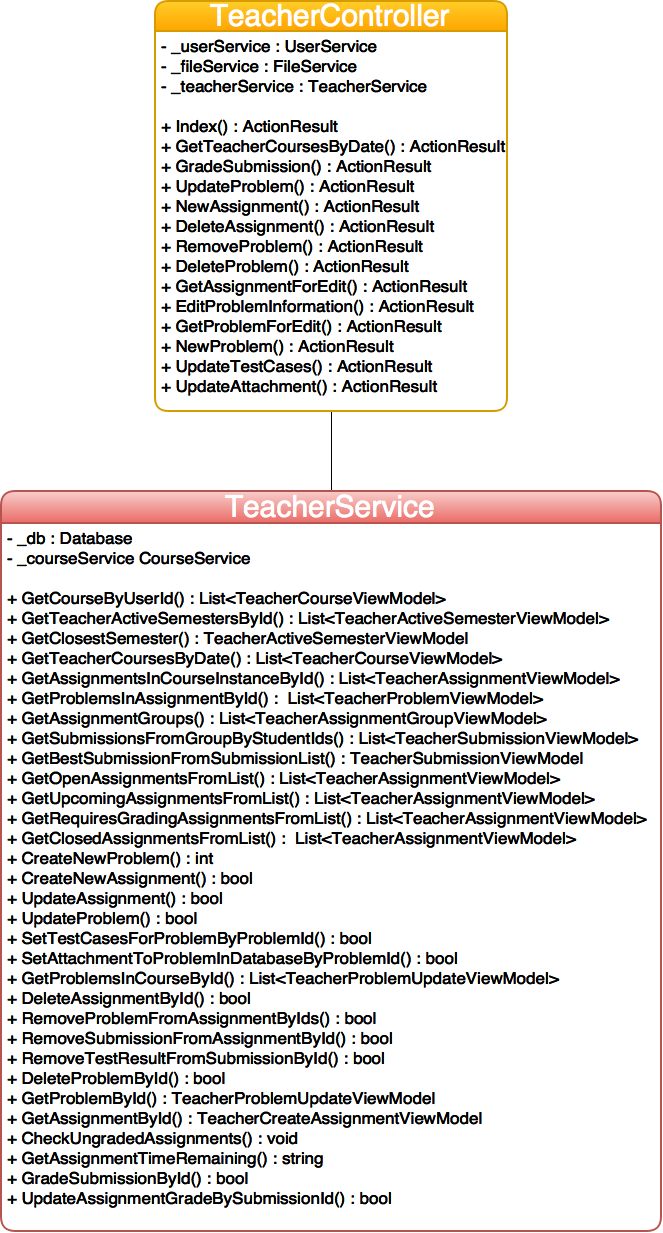 TeacherController
- _userService : UserService
- _fileService : FileService
- _teacherService : TeacherService
+ Index() : ActionResult
+ GetTeacherCoursesByDate() : ActionResult
+ GradeSubmission() : ActionResult
+ UpdateProblem() : ActionResult
+ NewAssignment() : ActionResult
+ DeleteAssignment() : ActionResult
+ RemoveProblem() : ActionResult
+ DeleteProblem() : ActionResult
+ GetAssignmentForEdit() : ActionResult
+ EditProblemInformation() : ActionResult
+ GetProblemForEdit() : ActionResult
+ NewProblem() : ActionResult
+ UpdateTestCases() : ActionResult
+ UpdateAttachment() : ActionResult
TeacherService
- _db : Database
- _courseService CourseService
+ GetCourseByUserId() : List<TeacherCourseViewModel>
+ GetTeacherActiveSemestersById() : List<TeacherActiveSemesterViewModel>
+ GetClosestSemester() : TeacherActiveSemesterViewModel
+ GetTeacherCoursesByDate() : List<TeacherCourseViewModel>
+ GetAssignmentsInCourseInstanceById() : List<TeacherAssignmentViewModel>
+ GetProblemsInAssignmentById() :  List<TeacherProblemViewModel>
+ GetAssignmentGroups() : List<TeacherAssignmentGroupViewModel>
+ GetSubmissionsFromGroupByStudentIds() : List<TeacherSubmissionViewModel>
+ GetBestSubmissionFromSubmissionList() : TeacherSubmissionViewModel
+ GetOpenAssignmentsFromList() : List<TeacherAssignmentViewModel>
+ GetUpcomingAssignmentsFromList() : List<TeacherAssignmentViewModel>
+ GetRequiresGradingAssignmentsFromList() : List<TeacherAssignmentViewModel>
+ GetClosedAssignmentsFromList() :  List<TeacherAssignmentViewModel>
+ CreateNewProblem() : int
+ CreateNewAssignment() : bool
+ UpdateAssignment() : bool
+ UpdateProblem() : bool
+ SetTestCasesForProblemByProblemId() : bool
+ SetAttachmentToProblemInDatabaseByProblemId() : bool
+ GetProblemsInCourseById() : List<TeacherProblemUpdateViewModel>
+ DeleteAssignmentById() : bool
+ RemoveProblemFromAssignmentByIds() : bool
+ RemoveSubmissionFromAssignmentById() : bool
+ RemoveTestResultFromSubmissionById() : bool
+ DeleteProblemById() : bool
+ GetProblemById() : TeacherProblemUpdateViewModel
+ GetAssignmentById() : TeacherCreateAssignmentViewModel
+ CheckUngradedAssignments() : void
+ GetAssignmentTimeRemaining() : string
+ GradeSubmissionById() : bool
+ UpdateAssignmentGradeBySubmissionId() : bool